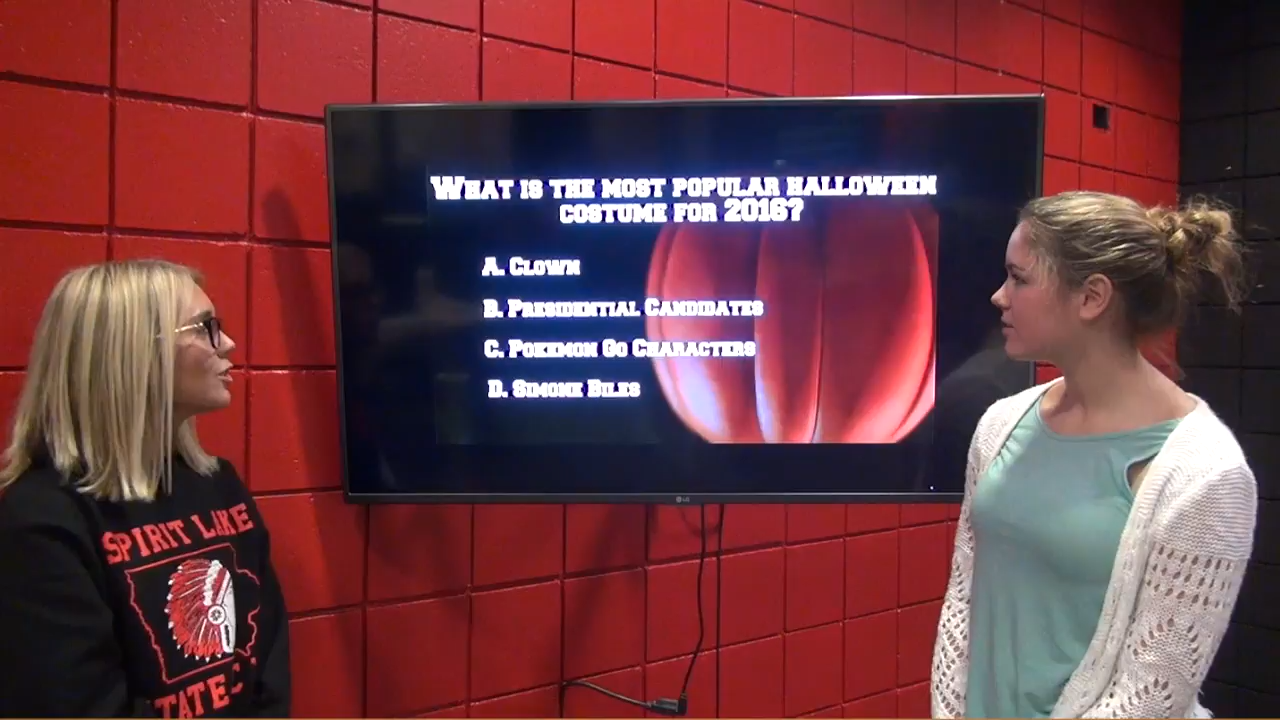 What is the most popular halloween
costume for 2016?
A. Clown
B. Presidential Candidates
C. Pokemon Go Characters
D. Simone Biles
LG
SPIRIT LAKE